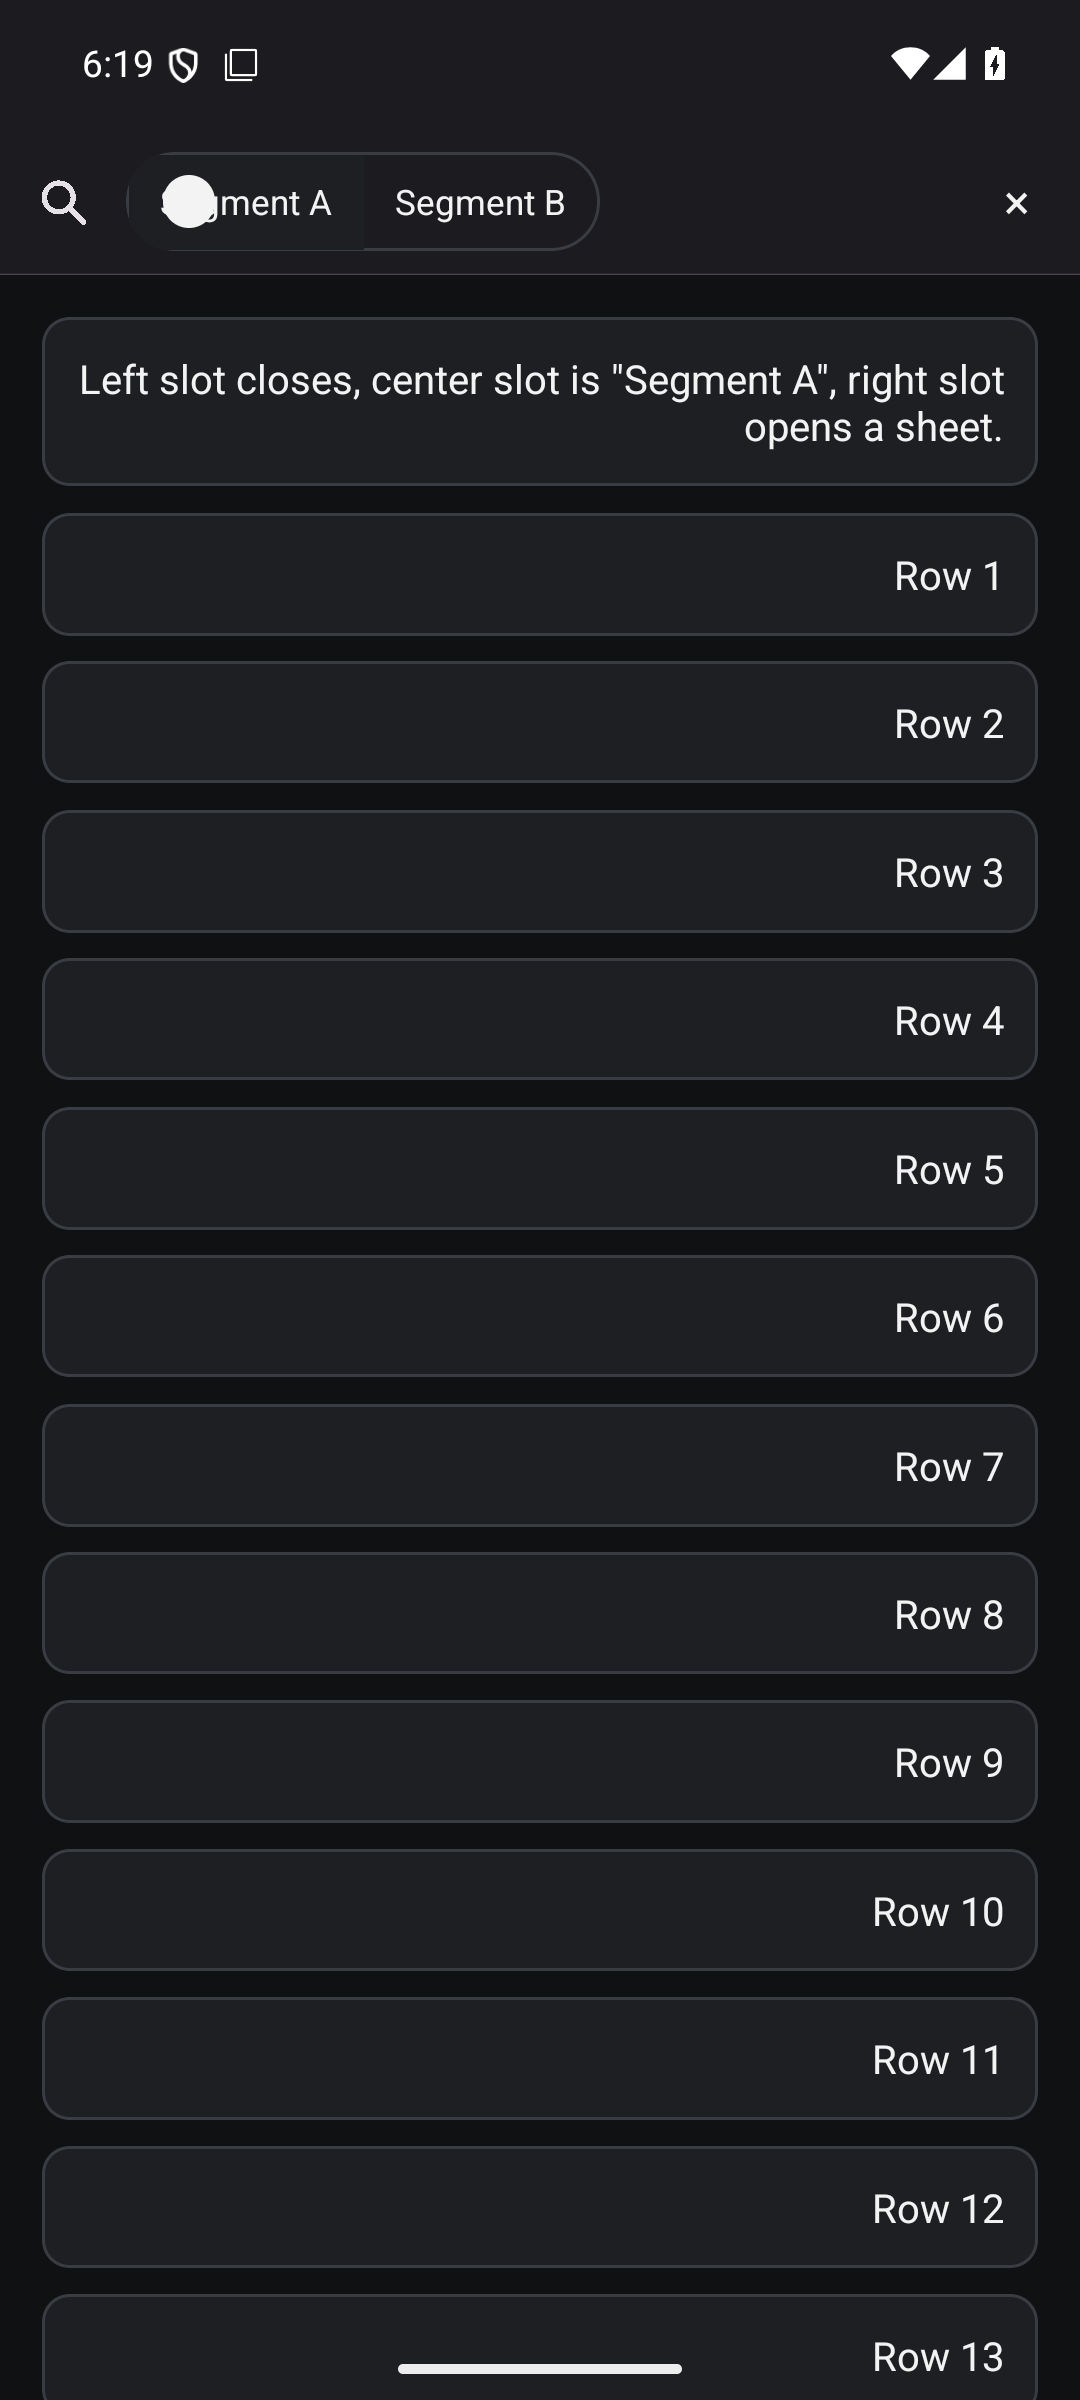 6:19
Segment B
×
Left slot closes, center slot is "Segment A", right slot
opens a sheet.
Row 1
Row 2
Row 3
Row 4
Row 5
Row 6
Row 7
Row 8
Row 9
Row 10
Row 11
Row 12
Row 13